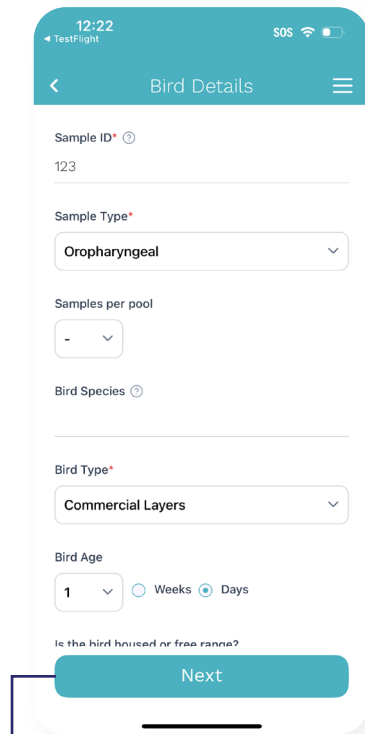 12:22
SOS
◀ TestFlight
Bird Details
Sample ID* ?
123
Sample Type*
Oropharyngeal
Samples per pool
-
Bird Species ?
Bird Type*
Commercial Layers
Bird Age
1 Weeks Days
Is the bird housed or free range?
Next